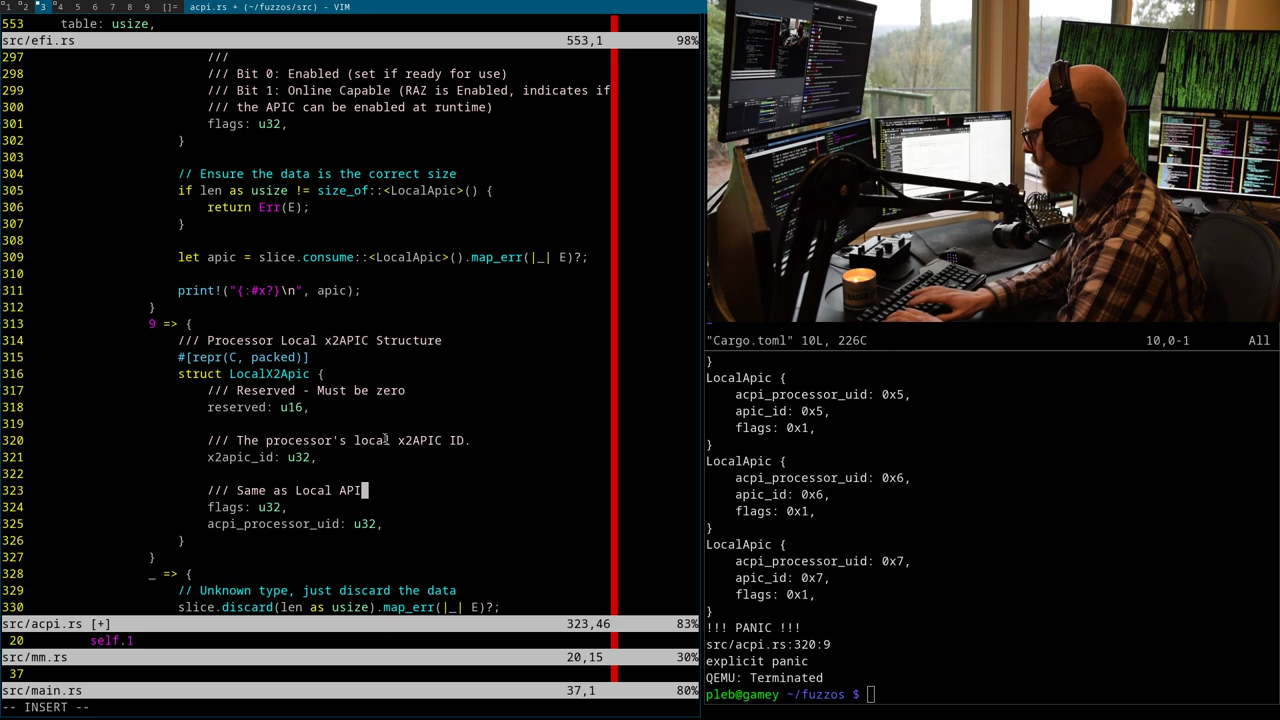 1 2 3 4 5 6 7 8 9 []= acpi.rs + (~/fuzzos/src) - VIM
553 table: usize,
src/efi.rs 553,1 98%
297 ///
298 /// Bit 0: Enabled (set if ready for use)
299 /// Bit 1: Online Capable (RAZ is Enabled, indicates if
300 /// the APIC can be enabled at runtime)
301 flags: u32,
302 }
303
304 // Ensure the data is the correct size
305 if len as usize != size_of::<LocalApic>() {
306 return Err(E);
307 }
308
309 let apic = slice.consume::<LocalApic>().map_err(|_| E)?;
310
311 print!("{:#x?}\n", apic);
312 }
313 9 => {
314 /// Processor Local x2APIC Structure
315 #[repr(C, packed)]
316 struct LocalX2Apic {
317 /// Reserved - Must be zero
318 reserved: u16,
319
320 /// The processor's local x2APIC ID.
321 x2apic_id: u32,
322
323 /// Same as Local API
324 flags: u32,
325 acpi_processor_uid: u32,
326 }
327 }
328 _ => {
329 // Unknown type, just discard the data
330 slice.discard(len as usize).map_err(|_| E)?;
src/acpi.rs [+] 323,46 83%
20 self.1
src/mm.rs 20,15 30%
37
src/main.rs 37,1 80%
-- INSERT --
~
"Cargo.toml" 10L, 226C 10,0-1 All
}
LocalApic {
acpi_processor_uid: 0x5,
apic_id: 0x5,
flags: 0x1,
}
LocalApic {
acpi_processor_uid: 0x6,
apic_id: 0x6,
flags: 0x1,
}
LocalApic {
acpi_processor_uid: 0x7,
apic_id: 0x7,
flags: 0x1,
}
!!! PANIC !!!
src/acpi.rs:320:9
explicit panic
QEMU: Terminated
pleb@gamey ~/fuzzos $